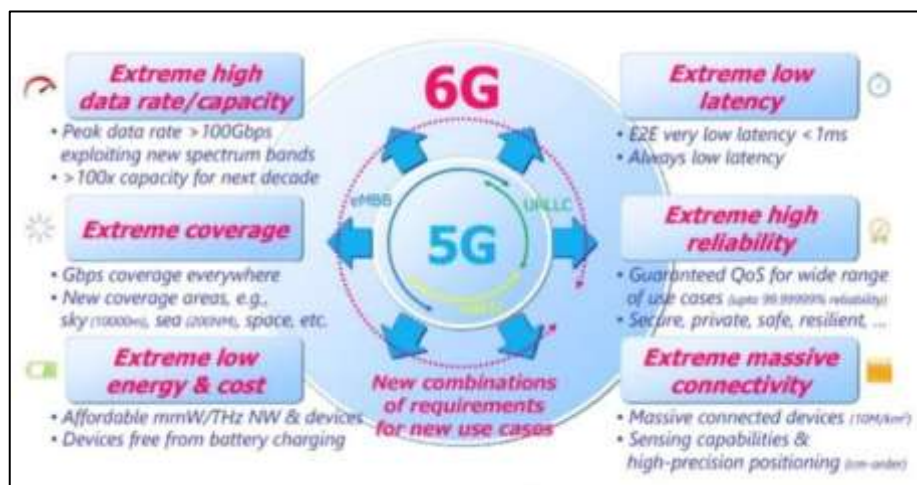 6G
5G
eMBB
URLLC
New combinations
of requirements
for new use cases
Extreme high
data rate/capacity
• Peak data rate >100Gbps
exploiting new spectrum bands
• >100x capacity for next decade
Extreme coverage
• Gbps coverage everywhere
• New coverage areas, e.g.,
sky (10000m), sea (200NM), space, etc.
Extreme low
energy & cost
• Affordable mmW/THz NW & devices
• Devices free from battery charging
Extreme low
latency
• E2E very low latency <1ms
• Always low latency
Extreme high
reliability
• Guaranteed QoS for wide range
of use cases (upto 99.99999% reliability)
• Secure, private, safe, resilient, ...
Extreme massive
connectivity
• Massive connected devices (10M/km²)
• Sensing capabilities &
high-precision positioning (cm-order)